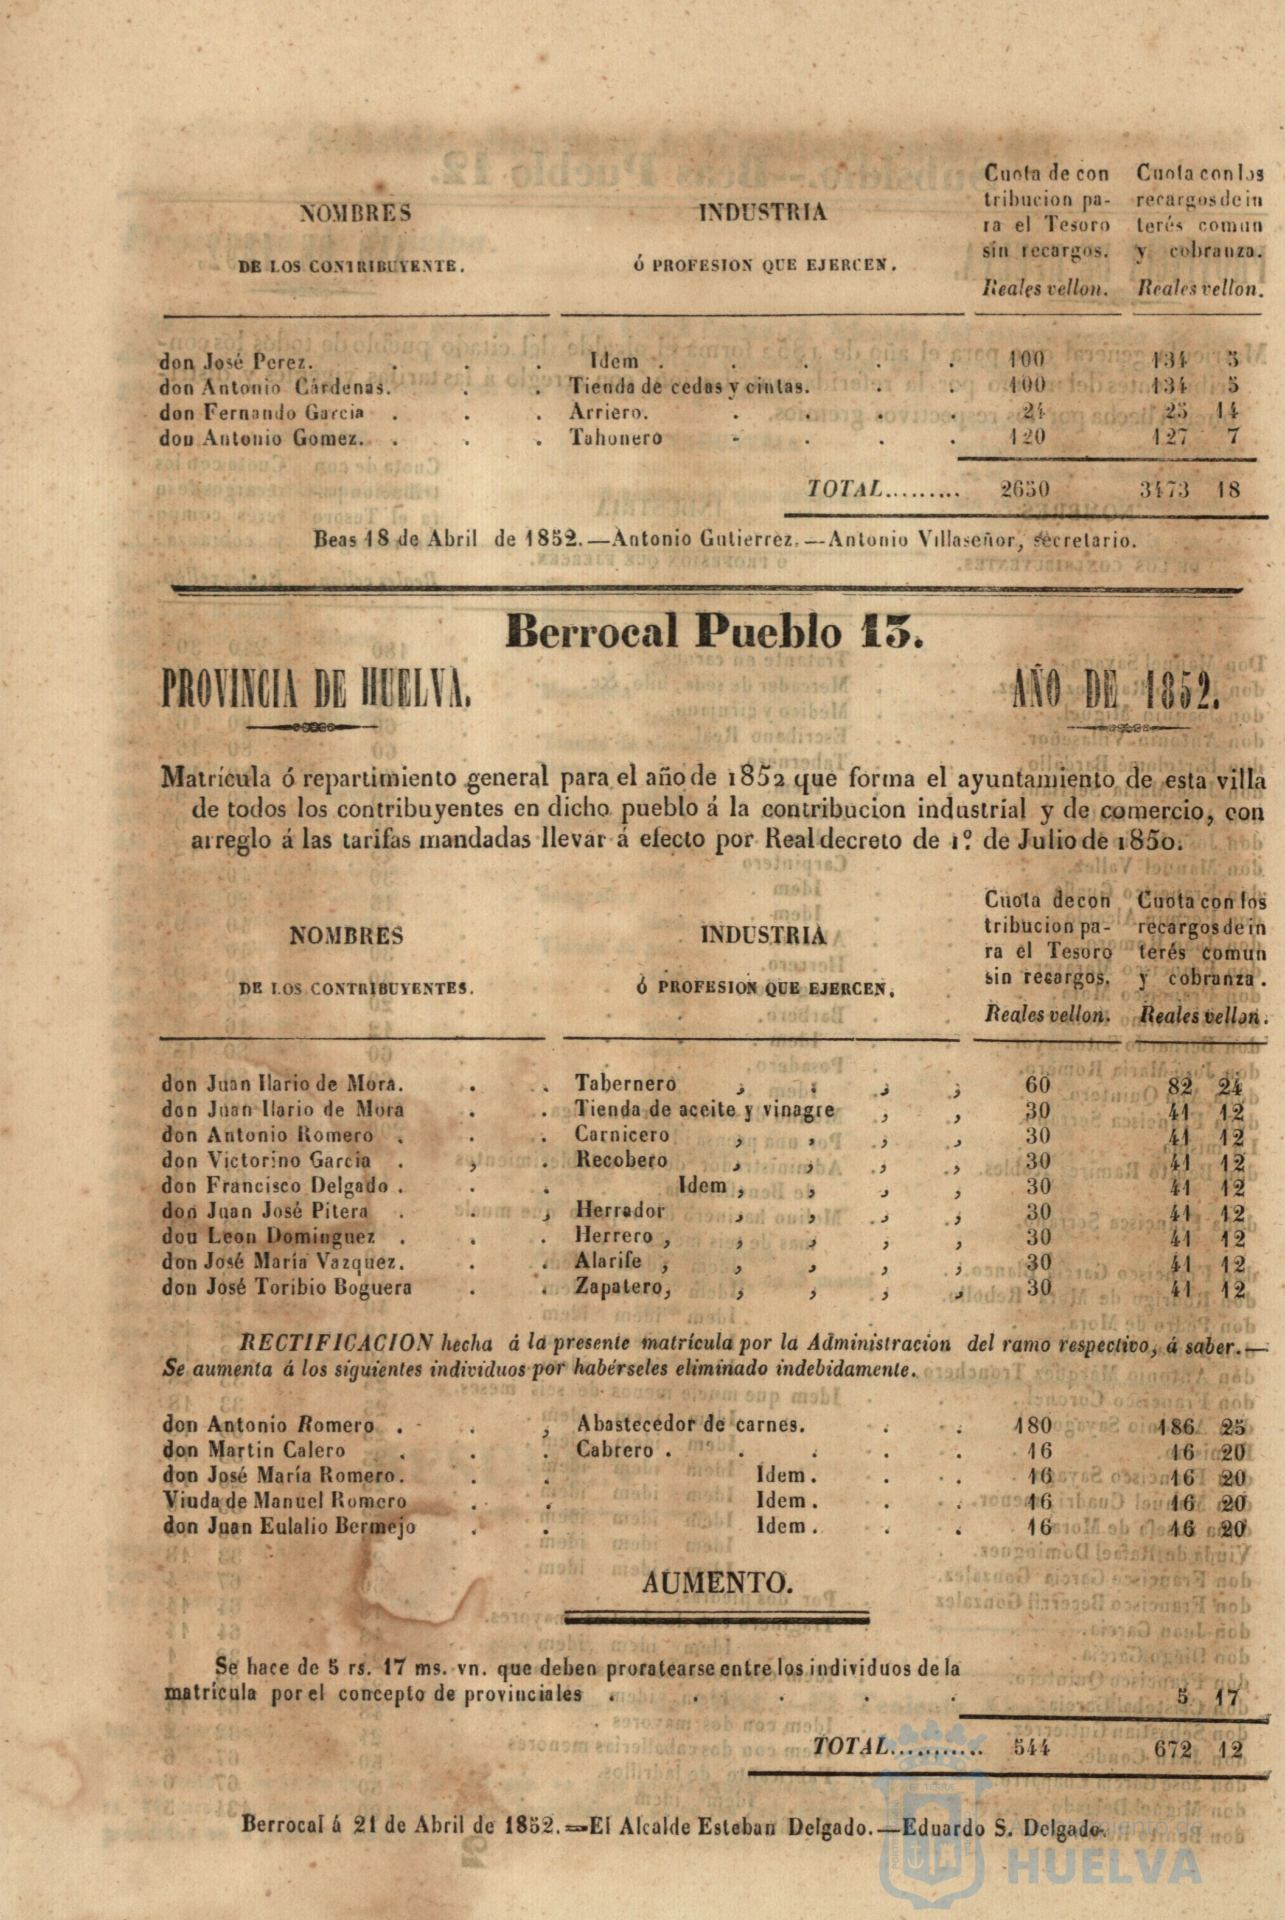 NOMBRES
DE LOS CONTRIBUYENTE.
INDUSTRIA
Ó PROFESION QUE EJERCEN.
Cuota de con
tribucion pa-
ra el Tesoro
sin recargos.
Reales vellon.
Cuota con los
recargos de in
terés comun
y cobranza.
Reales vellon.
don José Perez. . . . Idem . . . . . 100 134 5
don Antonio Cárdenas. . . Tienda de cedas y cintas. . . 100 134 5
don Fernando Garcia . . . Arriero. . . . . 24 25 14
don Antonio Gomez. . . . Tahonero . . . . 120 127 7
TOTAL......... 2650 3473 18
Beas 18 de Abril de 1852.—Antonio Gutierrez.—Antonio Villaseñor, secretario.
Berrocal Pueblo 13.
PROVINCIA DE HUELVA.
AÑO DE 1852.
Matrícula ó repartimiento general para el año de 1852 que forma el ayuntamiento de esta villa
de todos los contribuyentes en dicho pueblo á la contribucion industrial y de comercio, con
arreglo á las tarifas mandadas llevar á efecto por Real decreto de 1.º de Julio de 1850.
NOMBRES
DE LOS CONTRIBUYENTES.
INDUSTRIA
Ó PROFESION QUE EJERCEN,
Cuota de con
tribucion pa-
ra el Tesoro
sin recargos.
Reales vellon.
Cuota con los
recargos de in
terés comun
y cobranza.
Reales vellon.
don Juan Ilario de Mora. . . Tabernero , , , , 60 82 24
don Juan Ilario de Mora . . Tienda de aceite y vinagre , , 30 41 12
don Antonio Romero . . . Carnicero , , , , 30 41 12
don Victorino Garcia . , . Recobero , , , , 30 41 12
don Francisco Delgado . . . Idem , , , , 30 41 12
don Juan José Pitera . . , Herrador , , , , 30 41 12
don Leon Dominguez . . . Herrero , , , , , 30 41 12
don José María Vazquez. . . Alarife , , , , , 30 41 12
don José Toribio Boguera . . Zapatero, , , , , 30 41 12
RECTIFICACION hecha á la presente matrícula por la Administracion del ramo respectivo, á saber.—
Se aumenta á los siguientes individuos por habérseles eliminado indebidamente.
don Antonio Romero . . , Abastecedor de carnes. . . 180 186 25
don Martin Calero . . . Cabrero . . . . . 16 16 20
don José María Romero. . . Idem . . . 16 16 20
Viuda de Manuel Romero . . Idem . . . 16 16 20
don Juan Eulalio Bermejo . . Idem . . . 16 16 20
AUMENTO.
Se hace de 5 rs. 17 ms. vn. que deben proratearse entre los individuos de la
matrícula por el concepto de provinciales . . . . . 5 17
TOTAL........... 544 672 12
Berrocal á 21 de Abril de 1852.—El Alcalde Esteban Delgado.—Eduardo S. Delgado.
HUELVA